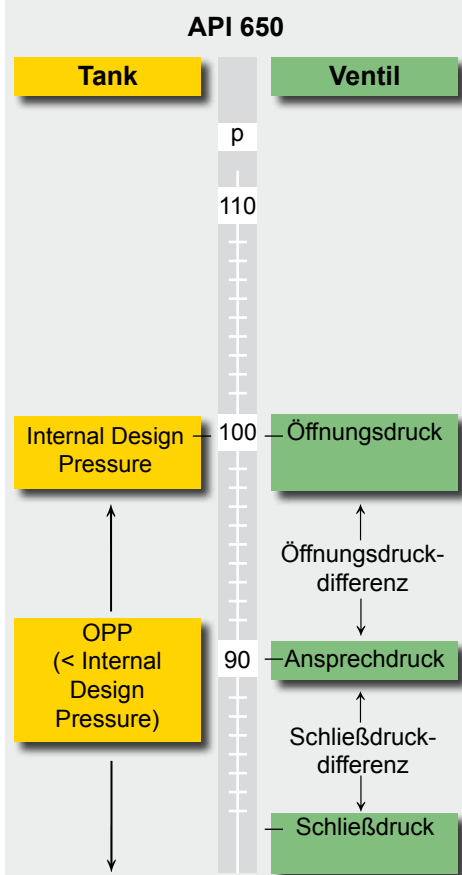 API 650
Tank
Ventil
p
110
Internal Design
Pressure
100
Öffnungsdruck
Öffnungsdruck-
differenz
OPP
(< Internal
Design
Pressure)
90
Ansprechdruck
Schließdruck-
differenz
Schließdruck